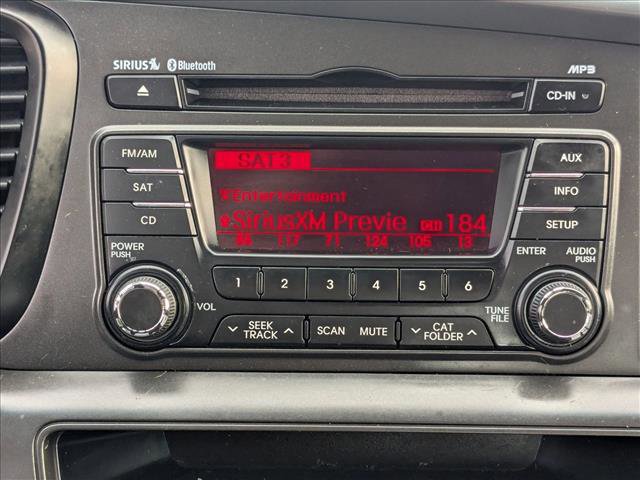 SIRIUS Bluetooth MP3
CD-IN
FM/AM SAT3 AUX
SAT Entertainment INFO
CD SiriusXM Previe CH 184 SETUP
86 117 71 124 105 13
POWER PUSH ENTER AUDIO PUSH
1 2 3 4 5 6
VOL TUNE FILE
SEEK TRACK SCAN MUTE CAT FOLDER